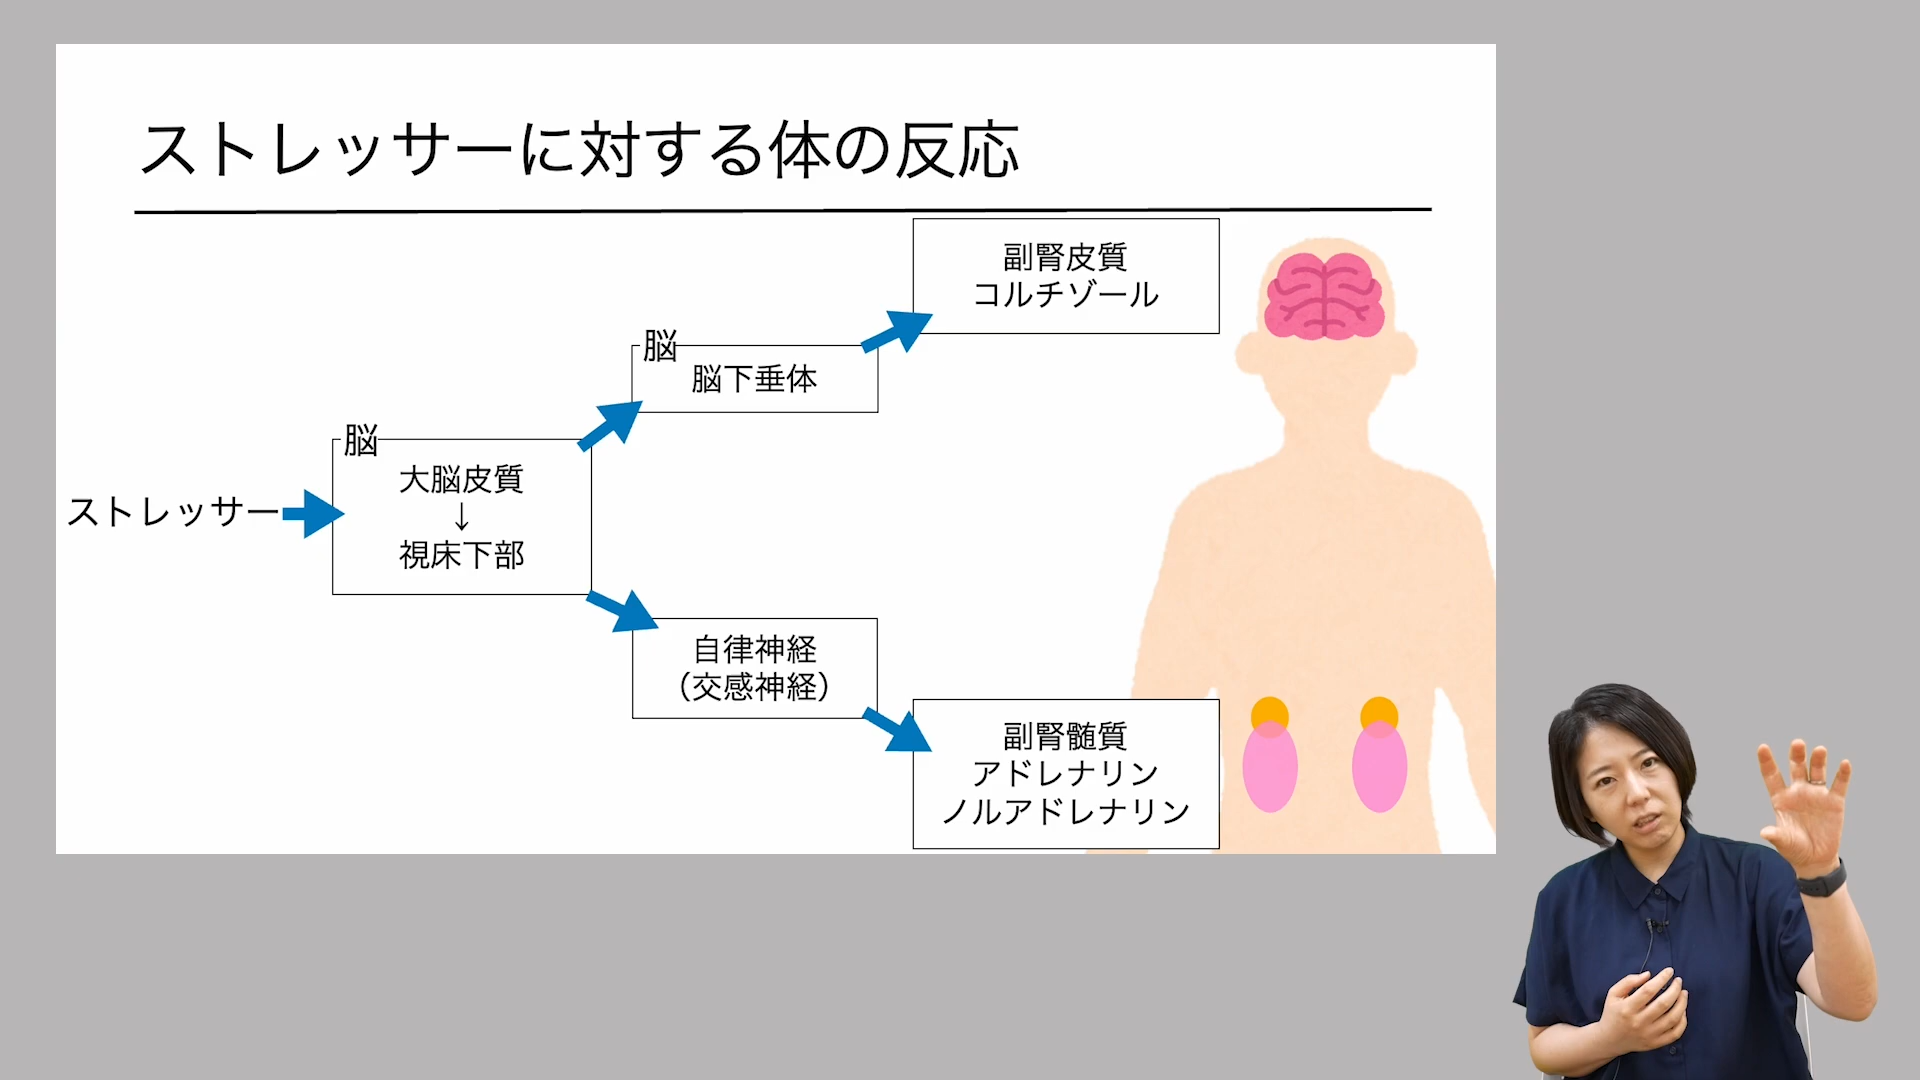 ストレッサーに対する体の反応
ストレッサー
脳
大脳皮質
↓
視床下部
脳
脳下垂体
副腎皮質
コルチゾール
自律神経
（交感神経）
副腎髄質
アドレナリン
ノルアドレナリン